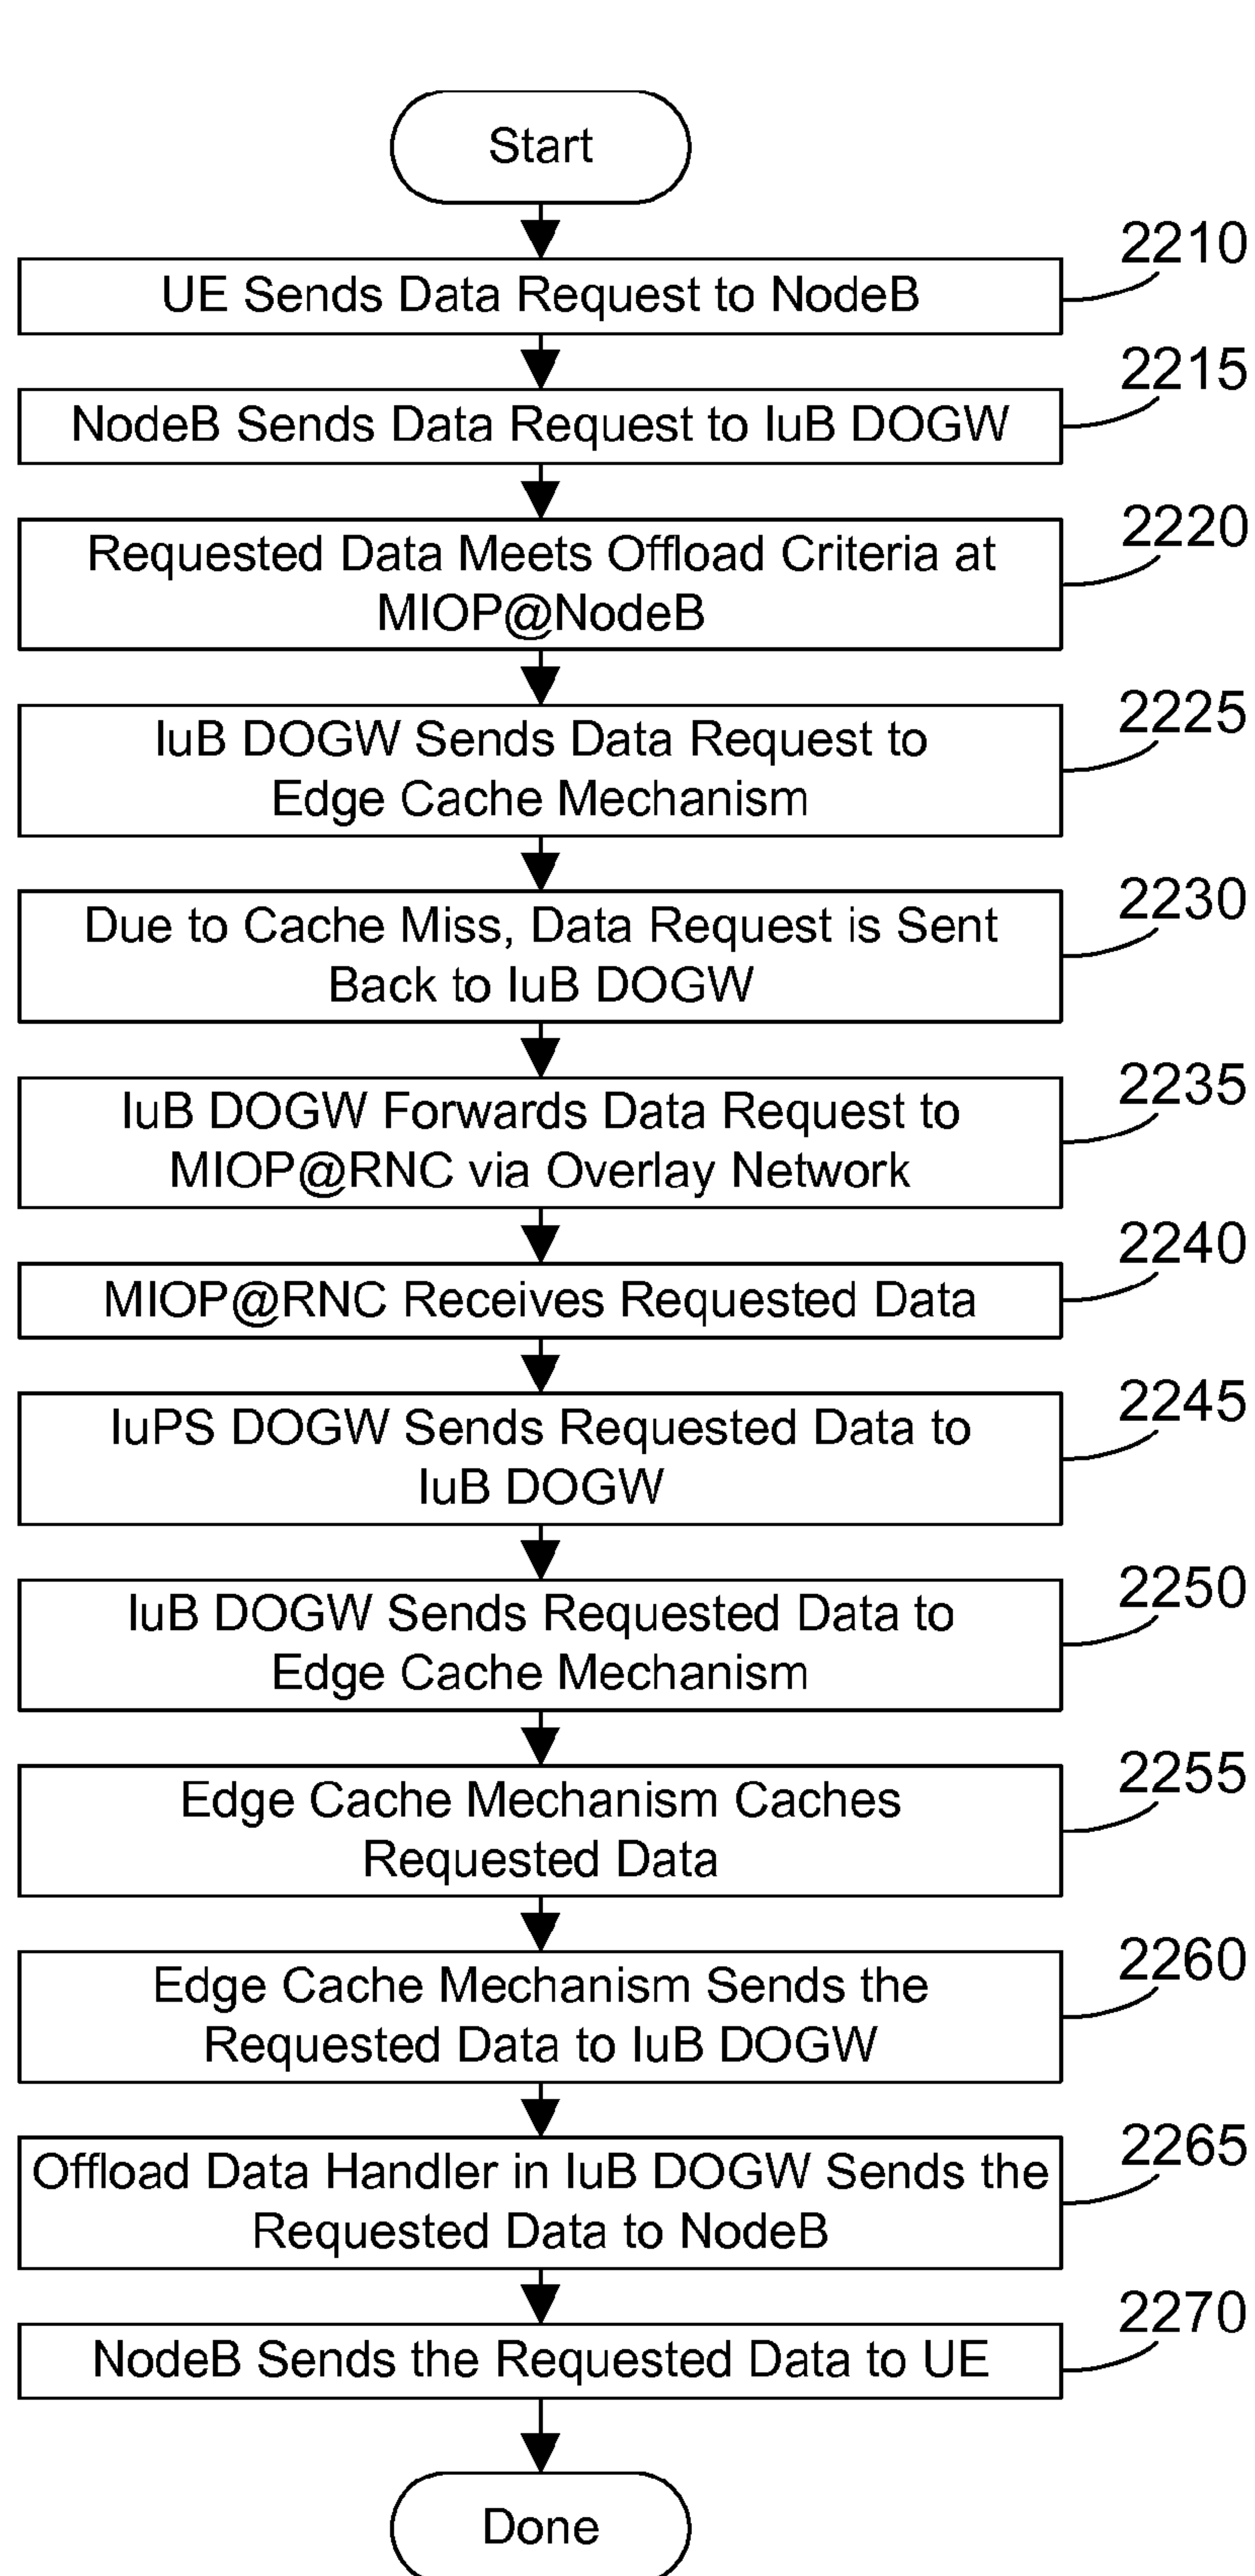 Start
2210
UE Sends Data Request to NodeB
2215
NodeB Sends Data Request to IuB DOGW
2220
Requested Data Meets Offload Criteria at
MIOP@NodeB
2225
IuB DOGW Sends Data Request to
Edge Cache Mechanism
2230
Due to Cache Miss, Data Request is Sent
Back to IuB DOGW
2235
IuB DOGW Forwards Data Request to
MIOP@RNC via Overlay Network
2240
MIOP@RNC Receives Requested Data
2245
IuPS DOGW Sends Requested Data to
IuB DOGW
2250
IuB DOGW Sends Requested Data to
Edge Cache Mechanism
2255
Edge Cache Mechanism Caches
Requested Data
2260
Edge Cache Mechanism Sends the
Requested Data to IuB DOGW
2265
Offload Data Handler in IuB DOGW Sends the
Requested Data to NodeB
2270
NodeB Sends the Requested Data to UE
Done